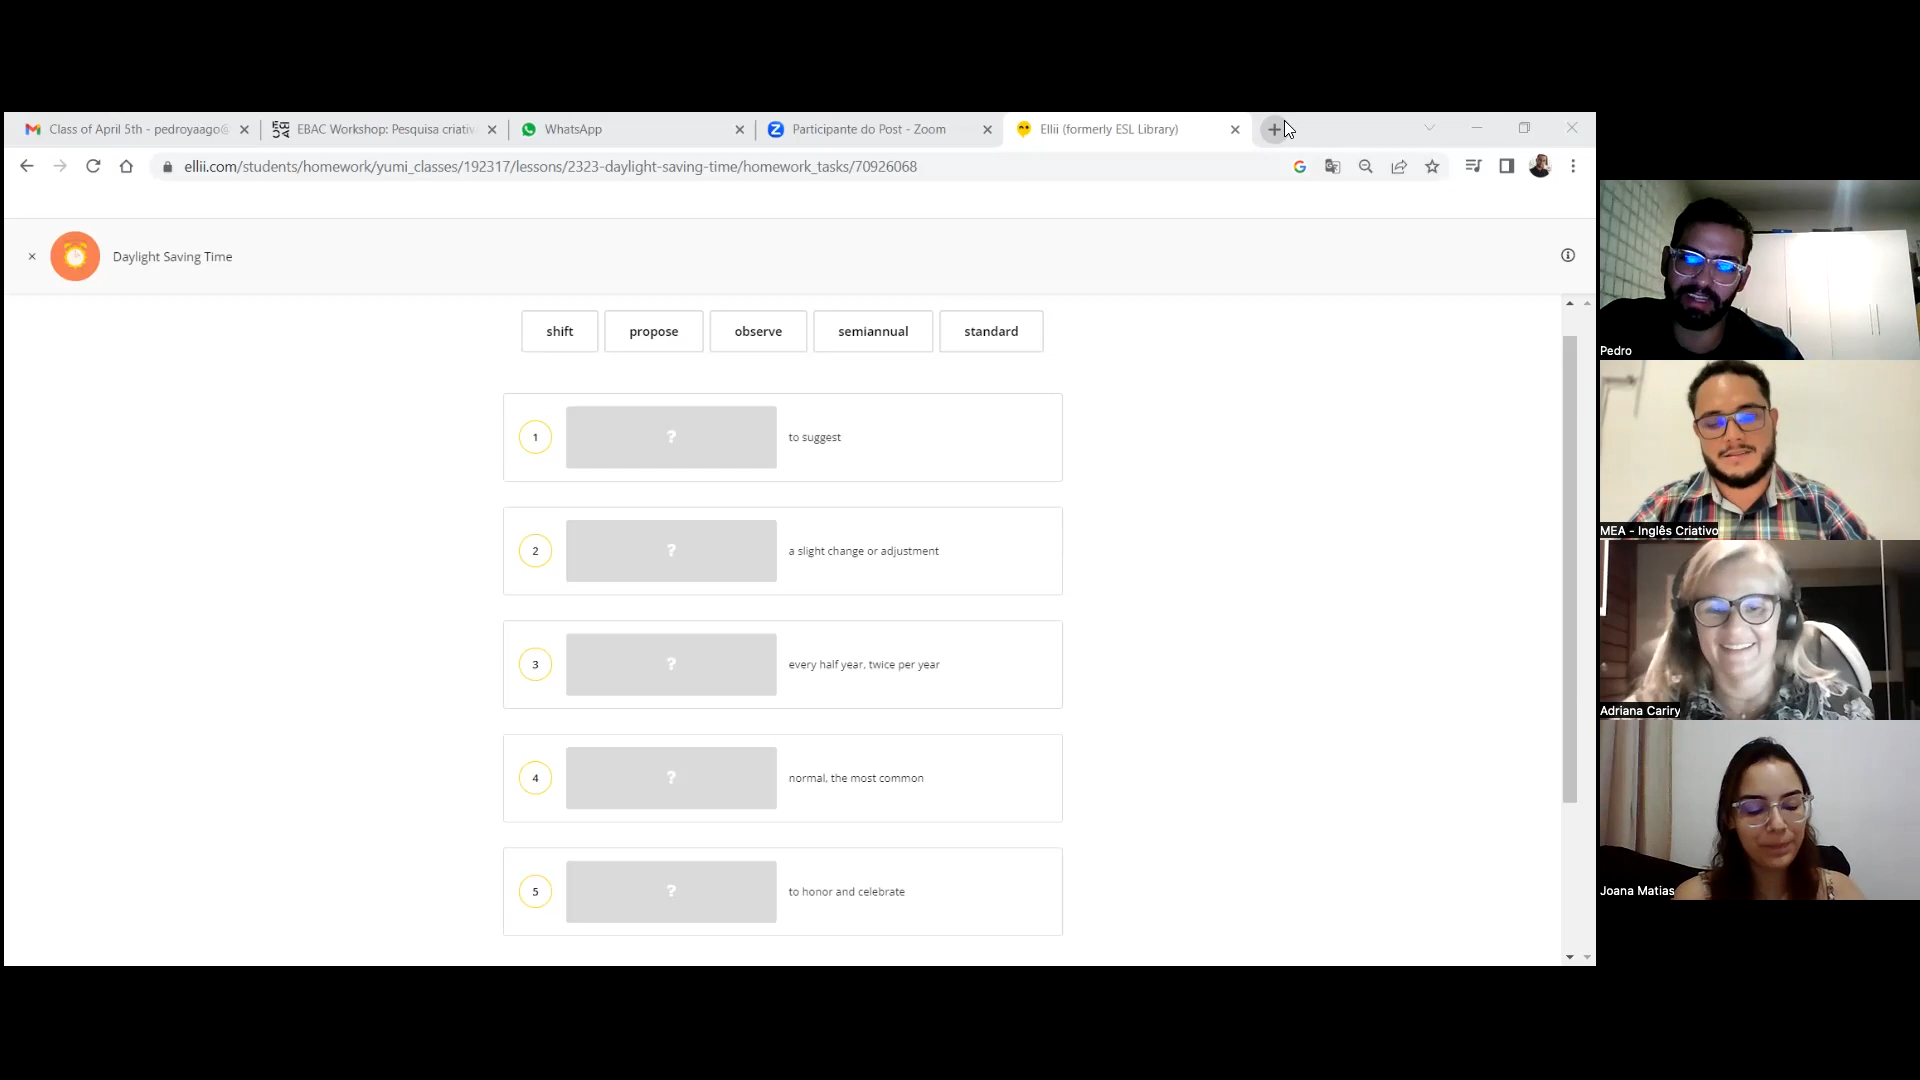 Class of April 5th - pedroyaago@
EBAC Workshop: Pesquisa criativ
WhatsApp
Participante do Post - Zoom
Ellii (formerly ESL Library)
ellii.com/students/homework/yumi_classes/192317/lessons/2323-daylight-saving-time/homework_tasks/70926068
Daylight Saving Time
shift propose observe semiannual standard
1 ? to suggest
2 ? a slight change or adjustment
3 ? every half year, twice per year
4 ? normal, the most common
5 ? to honor and celebrate
Pedro
MEA - Inglês Criativo
Adriana Cariry
Joana Matias